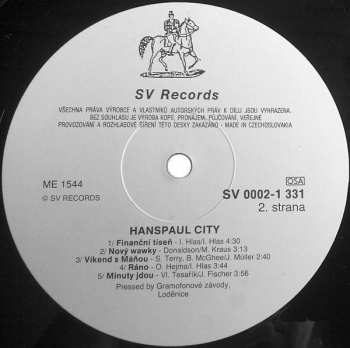 SV Records
VŠECHNA PRÁVA VÝROBCE A VLASTNÍKŮ AUTORSKÝCH PRÁV K DÍLU JSOU VYHRAZENA.
BEZ SOUHLASU JE VÝROBA KOPIÍ, PRONÁJEM, PŮJČOVÁNÍ, VEŘEJNÉ
PROVOZOVÁNÍ A ROZHLASOVÉ ŠÍŘENÍ TÉTO DESKY ZAKÁZÁNO - MADE IN CZECHOSLOVAKIA
ME 1544
© SV RECORDS
OSA
SV 0002-1 331
2. strana
HANSPAUL CITY
1/ Finanční tíseň - I. Hlas/I. Hlas 4:30
2/ Nový wawky - Donaldson/M. Kraus 3:13
3/ Víkend s Máňou - S. Terry, B. McGhee/J. Müller 2:40
4/ Ráno - O. Hejma/I. Hlas 3:44
5/ Minuty jdou - Vl. Tesařík/J. Fischer 3:56
Pressed by Gramofonové závody,
Loděnice